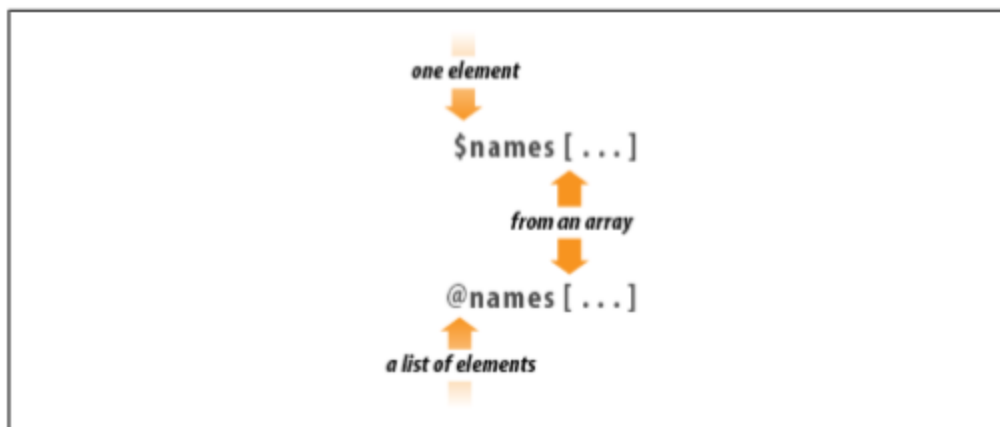 one element
$names[...]
from an array
@names[...]
a list of elements